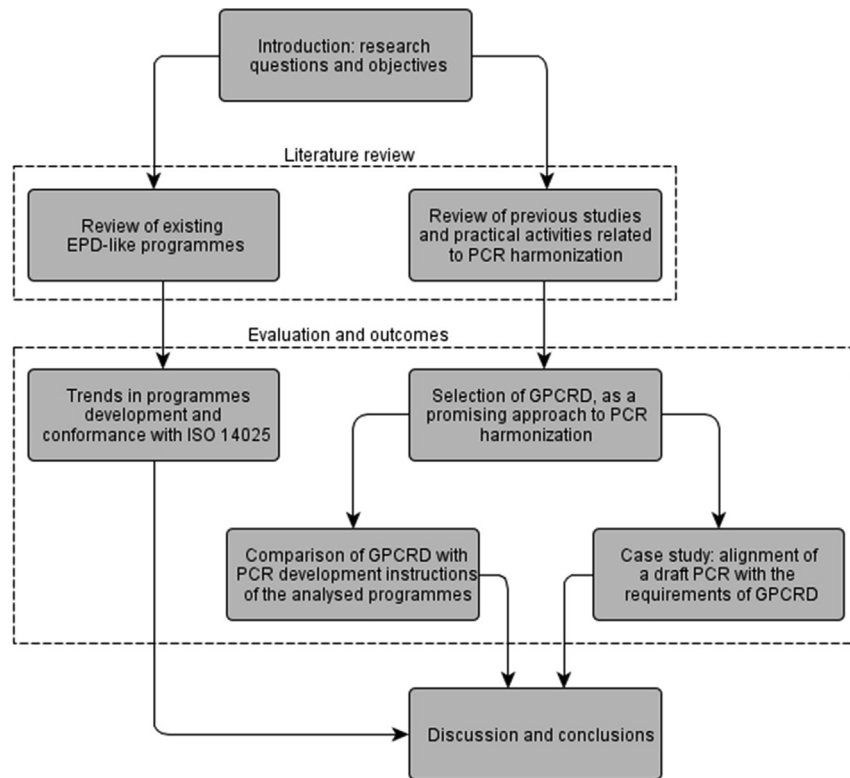 Introduction: research
questions and objectives
Literature review
Review of existing
EPD-like programmes
Review of previous studies
and practical activities related
to PCR harmonization
Evaluation and outcomes
Trends in programmes
development and
conformance with ISO 14025
Selection of GPCRD, as a
promising approach to PCR
harmonization
Comparison of GPCRD with
PCR development instructions
of the analysed programmes
Case study: alignment of
a draft PCR with the
requirements of GPCRD
Discussion and conclusions